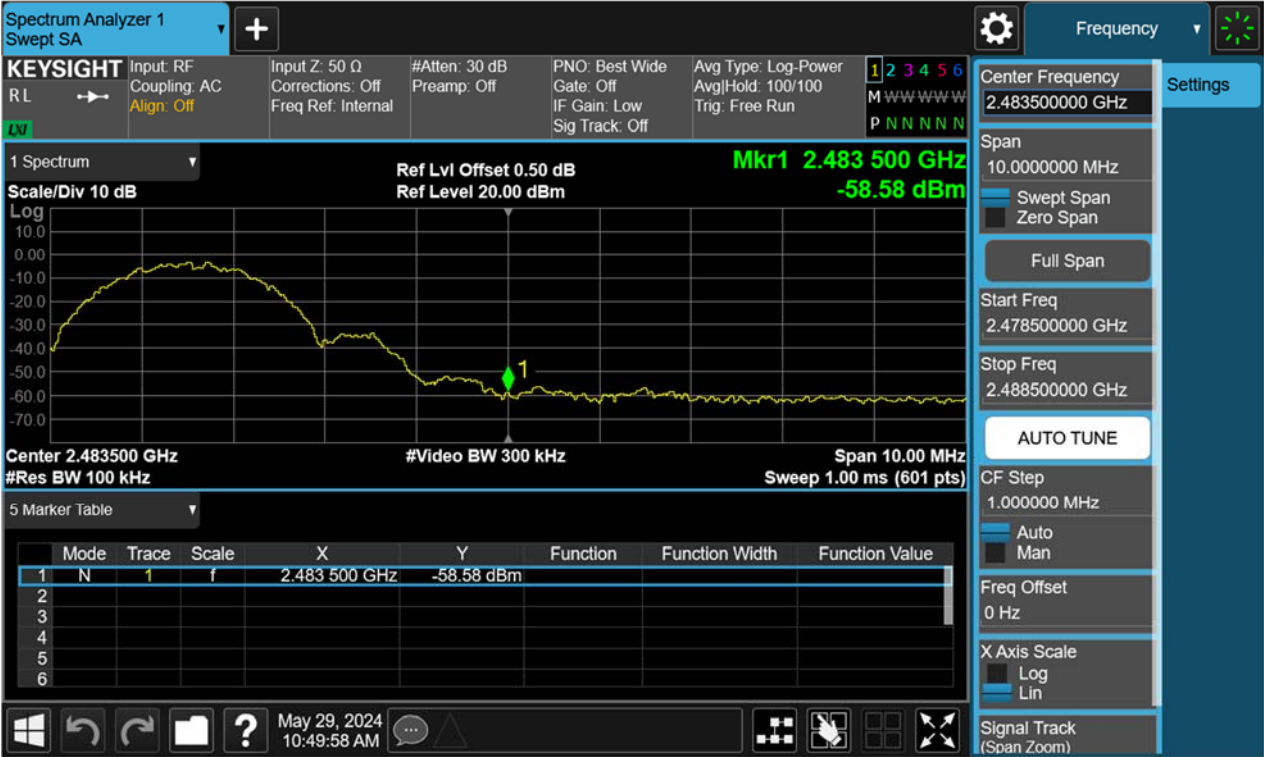 Spectrum Analyzer 1
Swept SA
Frequency
KEYSIGHT
R L
LXI
Input: RF
Coupling: AC
Align: Off
Input Z: 50 Ω
Corrections: Off
Freq Ref: Internal
#Atten: 30 dB
Preamp: Off
PNO: Best Wide
Gate: Off
IF Gain: Low
Sig Track: Off
Avg Type: Log-Power
Avg|Hold: 100/100
Trig: Free Run
1 2 3 4 5 6
M W W W W W
P N N N N N
1 Spectrum
Scale/Div 10 dB
Ref Lvl Offset 0.50 dB
Ref Level 20.00 dBm
Mkr1 2.483 500 GHz
-58.58 dBm
Log
10.0
0.00
-10.0
-20.0
-30.0
-40.0
-50.0
-60.0
-70.0
1
Center 2.483500 GHz
#Res BW 100 kHz
#Video BW 300 kHz
Span 10.00 MHz
Sweep 1.00 ms (601 pts)
5 Marker Table
Mode Trace Scale X Y Function Function Width Function Value
1 N 1 f 2.483 500 GHz -58.58 dBm
2
3
4
5
6
May 29, 2024
10:49:58 AM
Center Frequency
2.483500000 GHz
Settings
Span
10.0000000 MHz
Swept Span
Zero Span
Full Span
Start Freq
2.478500000 GHz
Stop Freq
2.488500000 GHz
AUTO TUNE
CF Step
1.000000 MHz
Auto
Man
Freq Offset
0 Hz
X Axis Scale
Log
Lin
Signal Track
(Span Zoom)